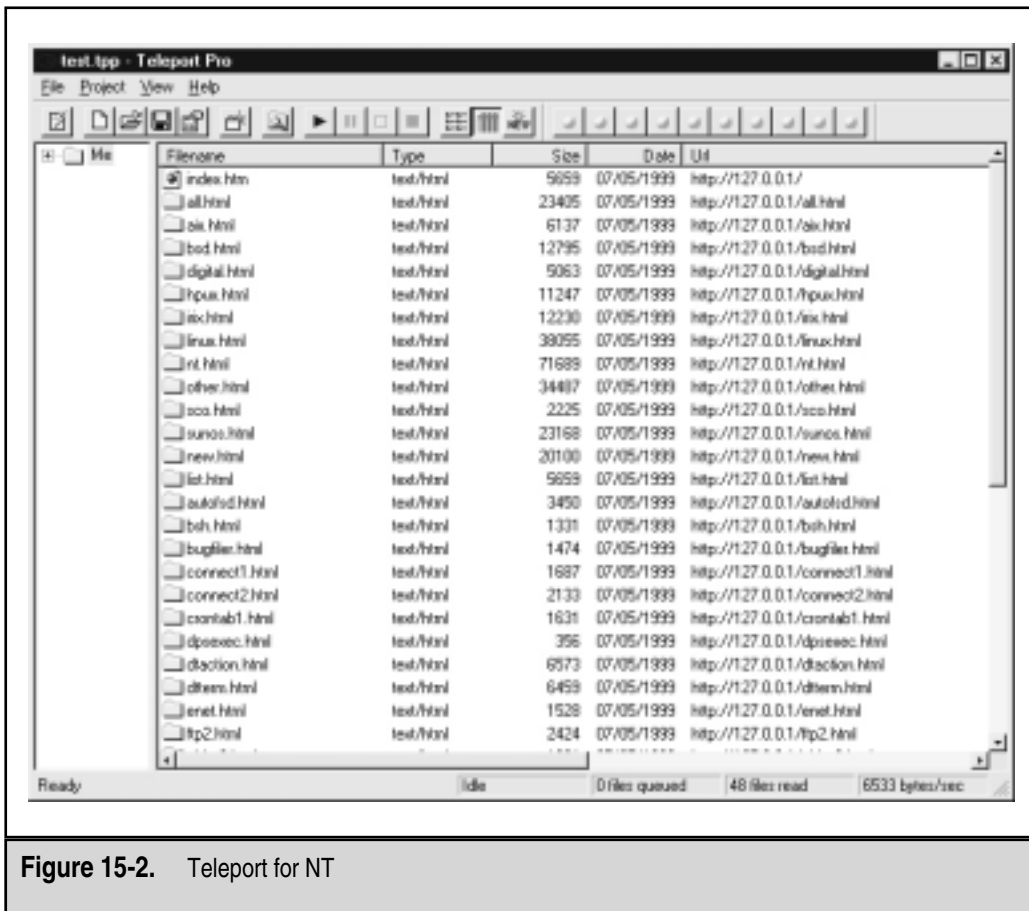 test.tpp - Teleport Pro
File Project View Help
Me
Filename Type Size Date Url
index.htm text/html 5659 07/05/1999 http://127.0.0.1/
all.html text/html 23405 07/05/1999 http://127.0.0.1/all.html
aix.html text/html 6137 07/05/1999 http://127.0.0.1/aix.html
bsd.html text/html 12795 07/05/1999 http://127.0.0.1/bsd.html
digital.html text/html 5063 07/05/1999 http://127.0.0.1/digital.html
hpux.html text/html 11247 07/05/1999 http://127.0.0.1/hpux.html
irix.html text/html 12230 07/05/1999 http://127.0.0.1/irix.html
linux.html text/html 38055 07/05/1999 http://127.0.0.1/linux.html
nt.html text/html 71689 07/05/1999 http://127.0.0.1/nt.html
other.html text/html 34487 07/05/1999 http://127.0.0.1/other.html
sco.html text/html 2225 07/05/1999 http://127.0.0.1/sco.html
sunos.html text/html 23168 07/05/1999 http://127.0.0.1/sunos.html
new.html text/html 20100 07/05/1999 http://127.0.0.1/new.html
list.html text/html 5659 07/05/1999 http://127.0.0.1/list.html
autofsd.html text/html 3450 07/05/1999 http://127.0.0.1/autofsd.html
bsh.html text/html 1331 07/05/1999 http://127.0.0.1/bsh.html
bugfiler.html text/html 1474 07/05/1999 http://127.0.0.1/bugfiler.html
connect1.html text/html 1687 07/05/1999 http://127.0.0.1/connect1.html
connect2.html text/html 2133 07/05/1999 http://127.0.0.1/connect2.html
crontab1.html text/html 1631 07/05/1999 http://127.0.0.1/crontab1.html
dpsexec.html text/html 356 07/05/1999 http://127.0.0.1/dpsexec.html
dtaction.html text/html 6573 07/05/1999 http://127.0.0.1/dtaction.html
dtterm.html text/html 6459 07/05/1999 http://127.0.0.1/dtterm.html
enet.html text/html 1528 07/05/1999 http://127.0.0.1/enet.html
ftp2.html text/html 2424 07/05/1999 http://127.0.0.1/ftp2.html
Ready Idle 0 files queued 48 files read 6533 bytes/sec
Figure 15-2. Teleport for NT